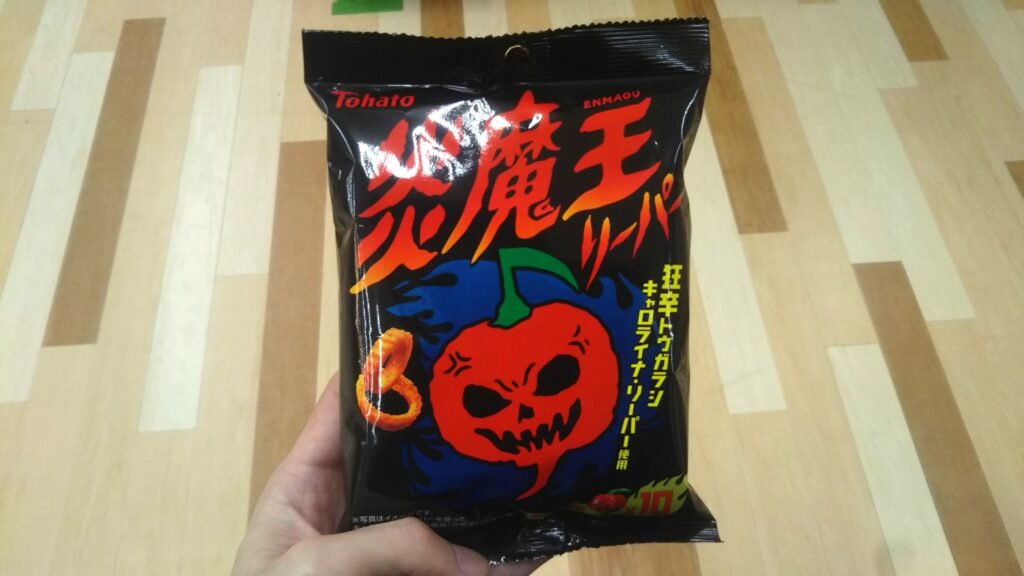 Tohato
ENMAOU
炎魔王
リーパー
狂辛トウガラシ
キャロライナ・リーパー使用
10